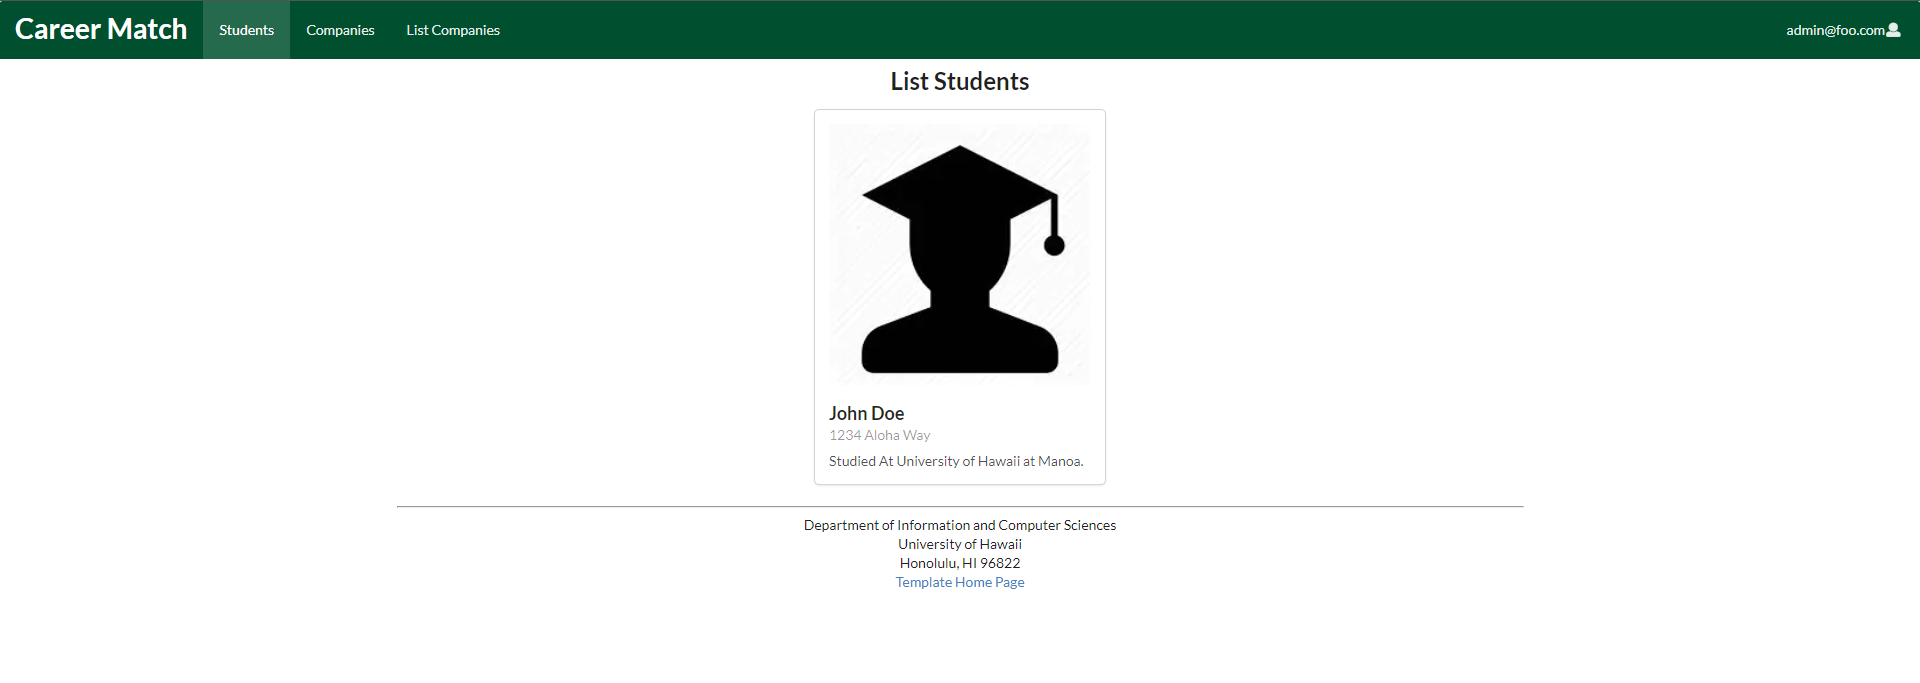 Career Match Students Companies List Companies admin@foo.com
List Students
John Doe
1234 Aloha Way
Studied At University of Hawaii at Manoa.
Department of Information and Computer Sciences
University of Hawaii
Honolulu, HI 96822
Template Home Page